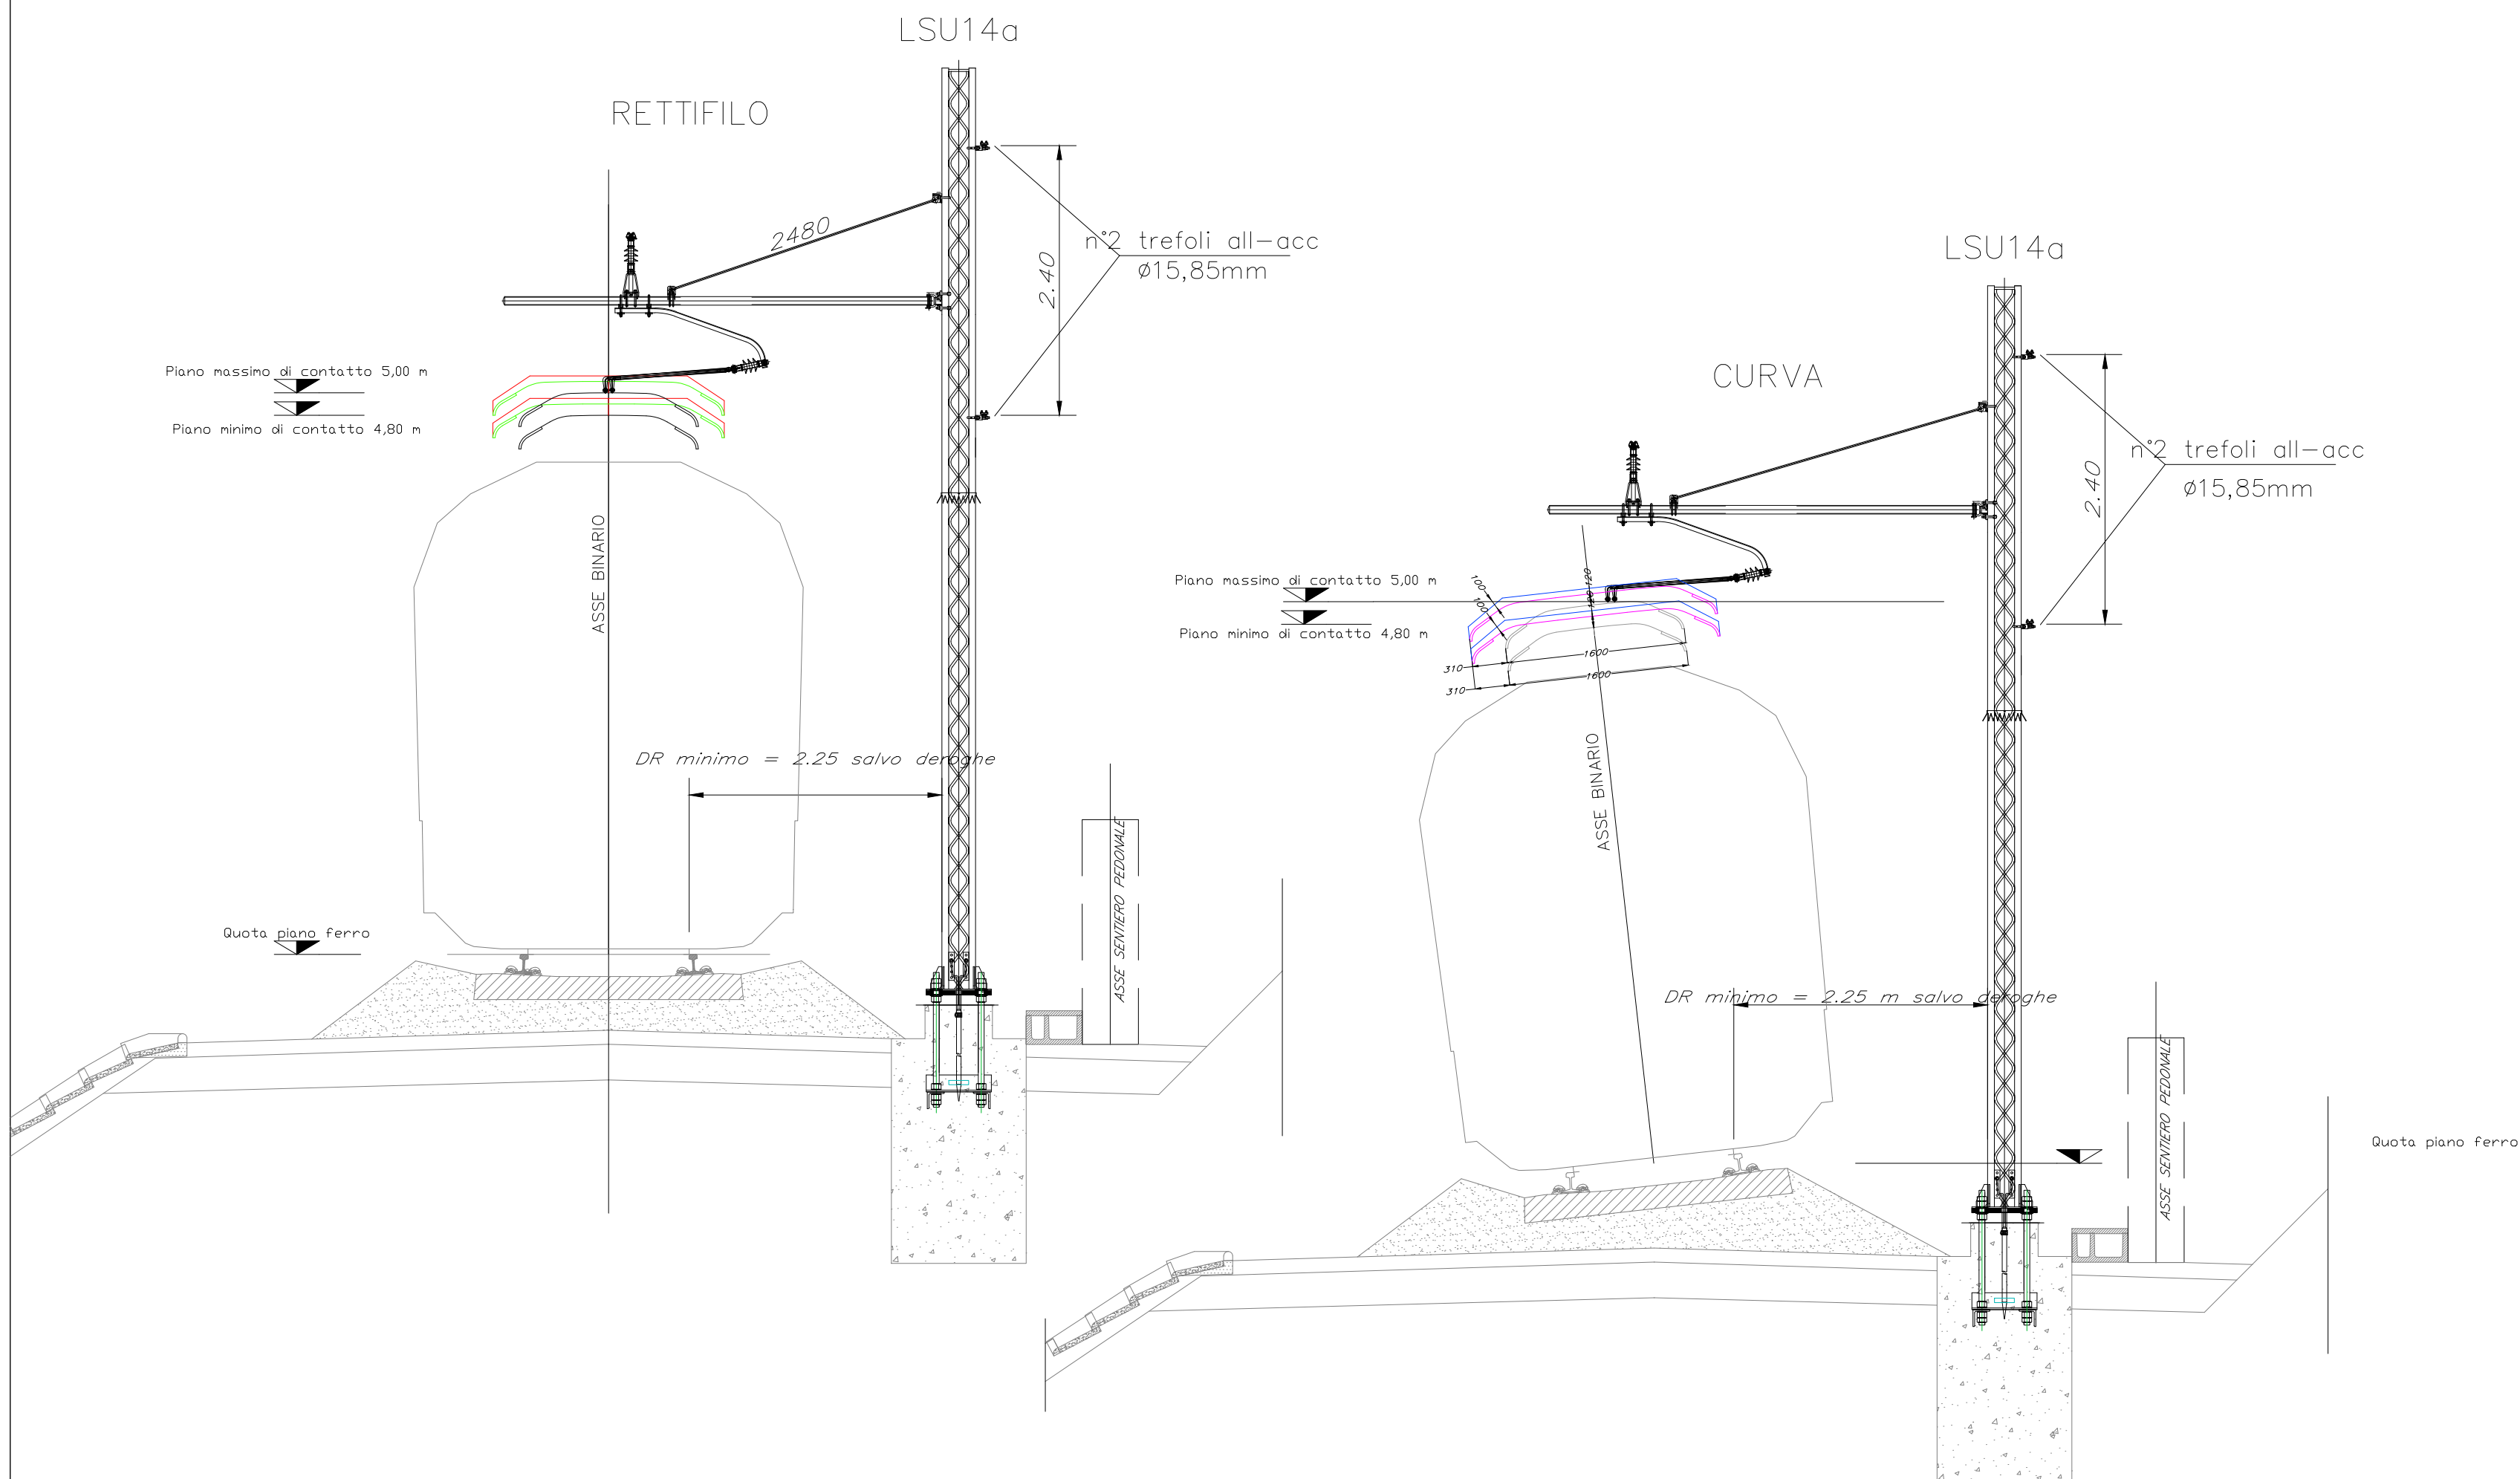 LSU14a
RETTIFILO
2480
n°2 trefoli all-acc
ø15,85mm
2.40
Piano massimo di contatto 5,00 m
Piano minimo di contatto 4,80 m
ASSE BINARIO
DR minimo = 2.25 salvo deroghe
ASSE SENTIERO PEDONALE
Quota piano ferro
LSU14a
CURVA
n°2 trefoli all-acc
ø15,85mm
2.40
Piano massimo di contatto 5,00 m
Piano minimo di contatto 4,80 m
100
100
120
120
310
1600
310
1600
ASSE BINARIO
DR minimo = 2.25 m salvo deroghe
ASSE SENTIERO PEDONALE
Quota piano ferro